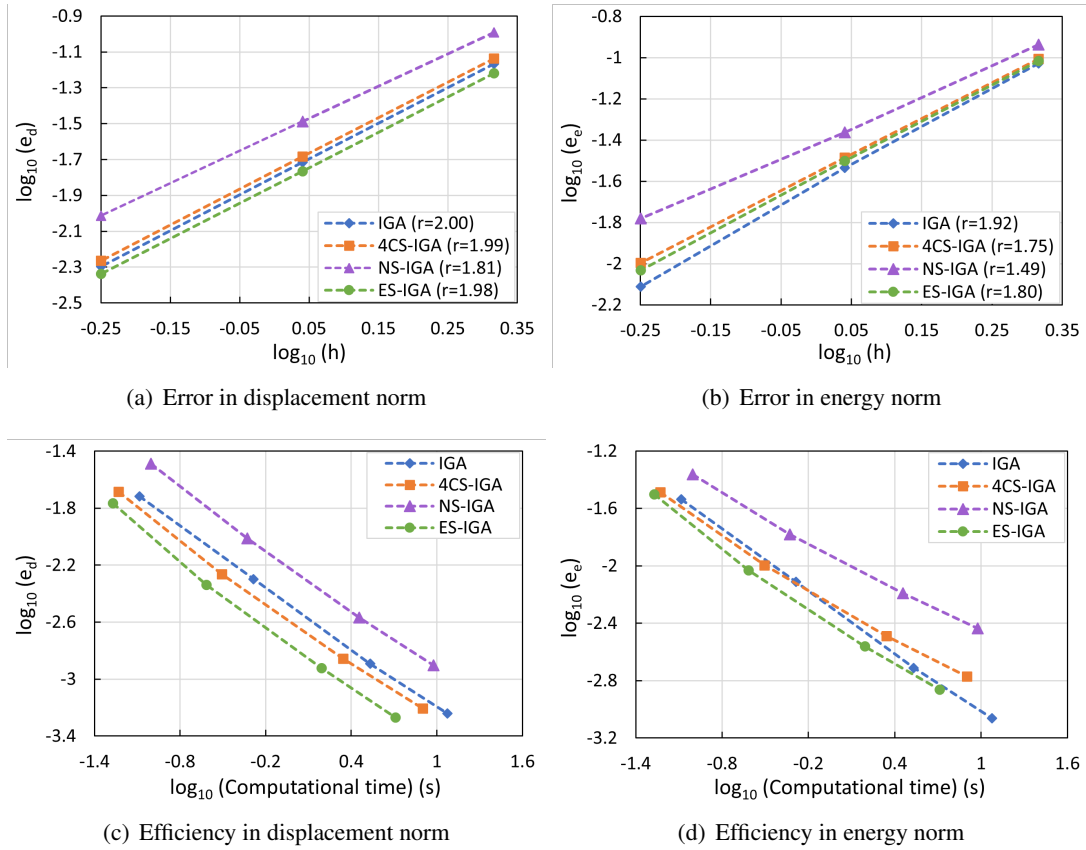 -0.9
-1.1
-1.3
-1.5
-1.7
-1.9
-2.1
-2.3
-2.5
log10 (ed)
IGA (r=2.00)
4CS-IGA (r=1.99)
NS-IGA (r=1.81)
ES-IGA (r=1.98)
-0.25 -0.15 -0.05 0.05 0.15 0.25 0.35
log10 (h)
(a) Error in displacement norm
-0.8
-1
-1.2
-1.4
-1.6
-1.8
-2
-2.2
log10 (ee)
IGA (r=1.92)
4CS-IGA (r=1.75)
NS-IGA (r=1.49)
ES-IGA (r=1.80)
-0.25 -0.15 -0.05 0.05 0.15 0.25 0.35
log10 (h)
(b) Error in energy norm
-1.4
-1.8
-2.2
-2.6
-3
-3.4
log10 (ed)
IGA
4CS-IGA
NS-IGA
ES-IGA
-1.4 -0.8 -0.2 0.4 1 1.6
log10 (Computational time) (s)
(c) Efficiency in displacement norm
-1.2
-1.6
-2
-2.4
-2.8
-3.2
log10 (ee)
IGA
4CS-IGA
NS-IGA
ES-IGA
-1.4 -0.8 -0.2 0.4 1 1.6
log10 (Computational time) (s)
(d) Efficiency in energy norm